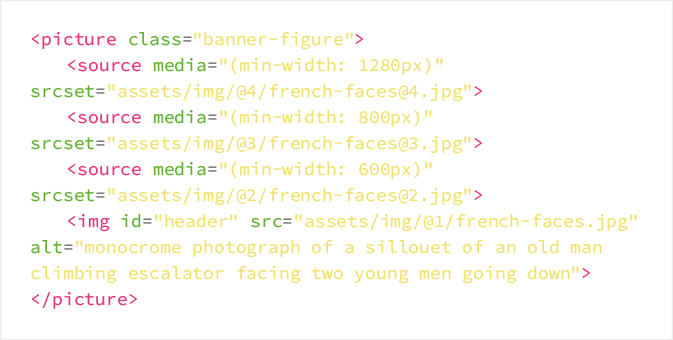 <picture class="banner-figure">
<source media="(min-width: 1280px)"
srcset="assets/img/@4/french-faces@4.jpg">
<source media="(min-width: 800px)"
srcset="assets/img/@3/french-faces@3.jpg">
<source media="(min-width: 600px)"
srcset="assets/img/@2/french-faces@2.jpg">
<img id="header" src="assets/img/@1/french-faces.jpg"
alt="monocrome photograph of a sillouet of an old man
climbing escalator facing two young men going down">
</picture>